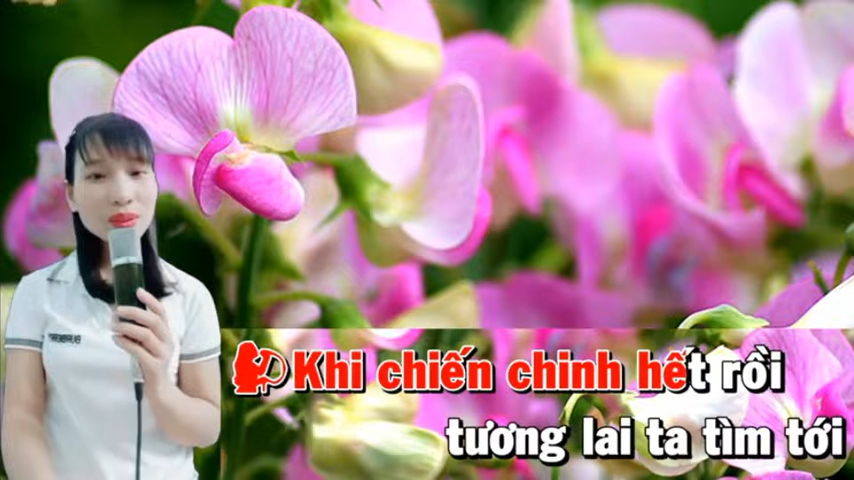 Khi chiến chinh hết rồi
tương lai ta tìm tới